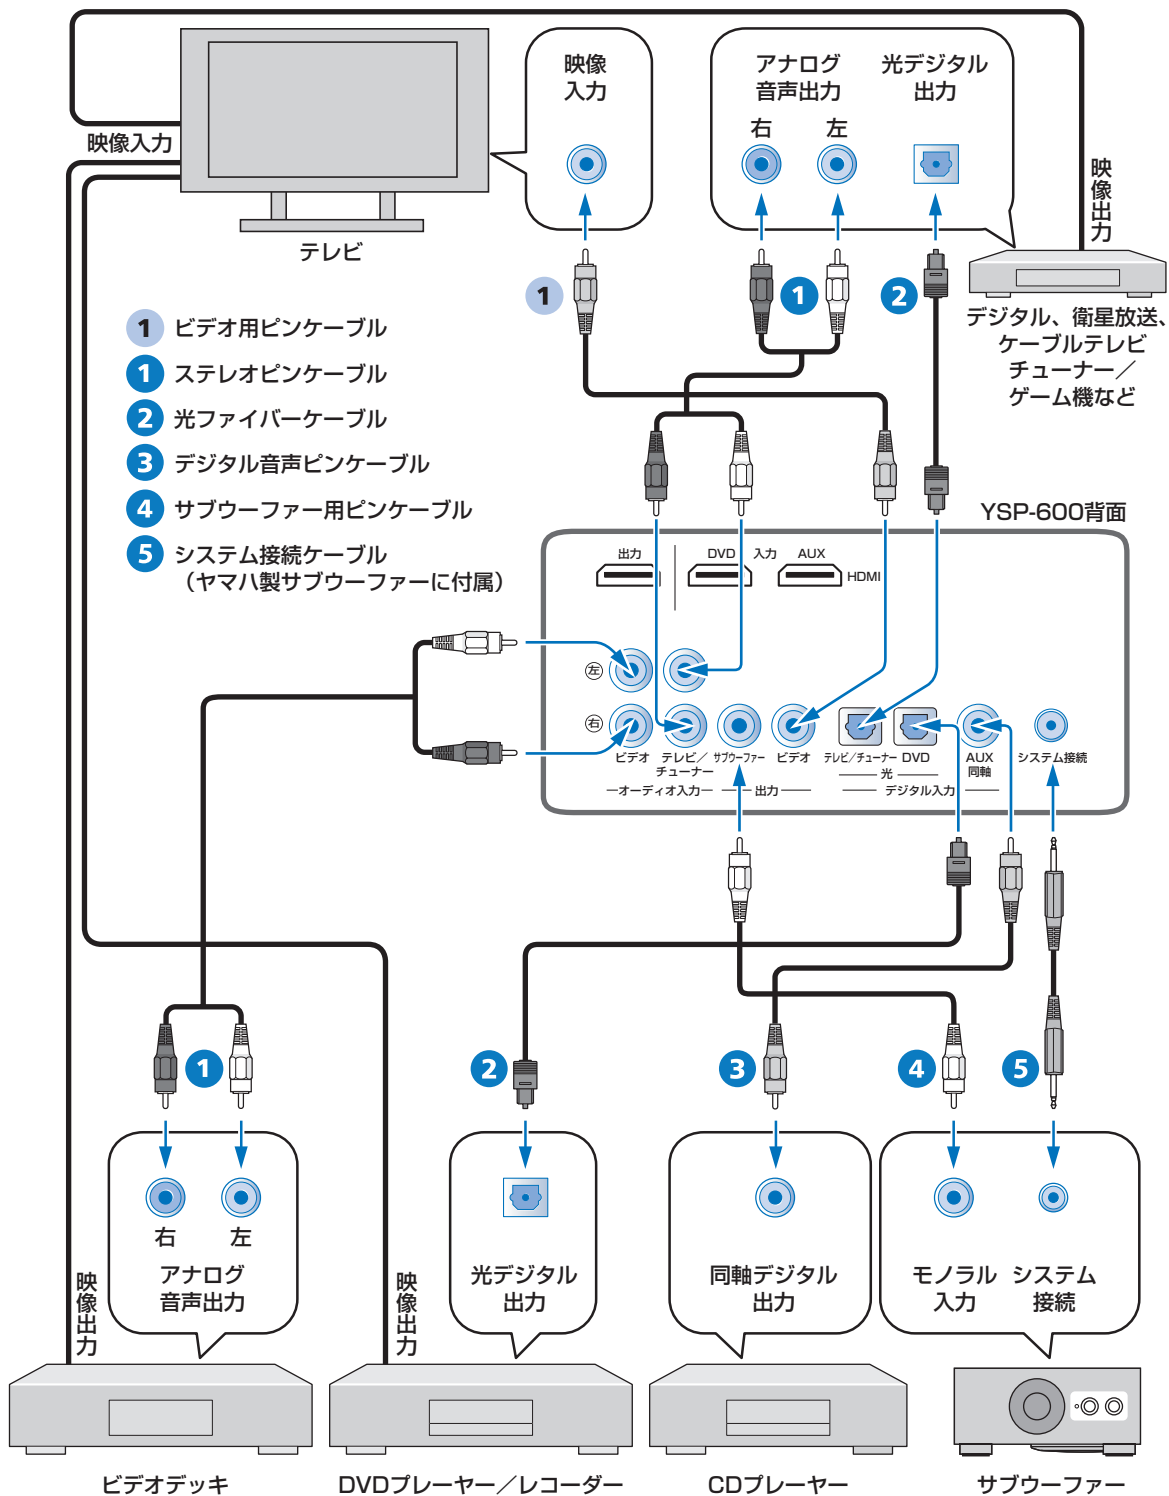 映像
入力
アナログ
音声出力
右
左
光デジタル
出力
映像入力
テレビ
映像出力
デジタル、衛星放送、
ケーブルテレビ
チューナー／
ゲーム機など
1
1
2
1 ビデオ用ピンケーブル
1 ステレオピンケーブル
2 光ファイバーケーブル
3 デジタル音声ピンケーブル
4 サブウーファー用ピンケーブル
5 システム接続ケーブル
（ヤマハ製サブウーファーに付属）
YSP-600背面
出力
DVD
入力
AUX
HDMI
左
右
ビデオ
テレビ／
チューナー
サブウーファー
ビデオ
テレビ／チューナー
DVD
AUX
同軸
システム接続
オーディオ入力
出力
光
デジタル入力
1
2
3
4
5
右
左
アナログ
音声出力
光デジタル
出力
同軸デジタル
出力
モノラル
入力
システム
接続
映像出力
映像出力
ビデオデッキ
DVDプレーヤー／レコーダー
CDプレーヤー
サブウーファー